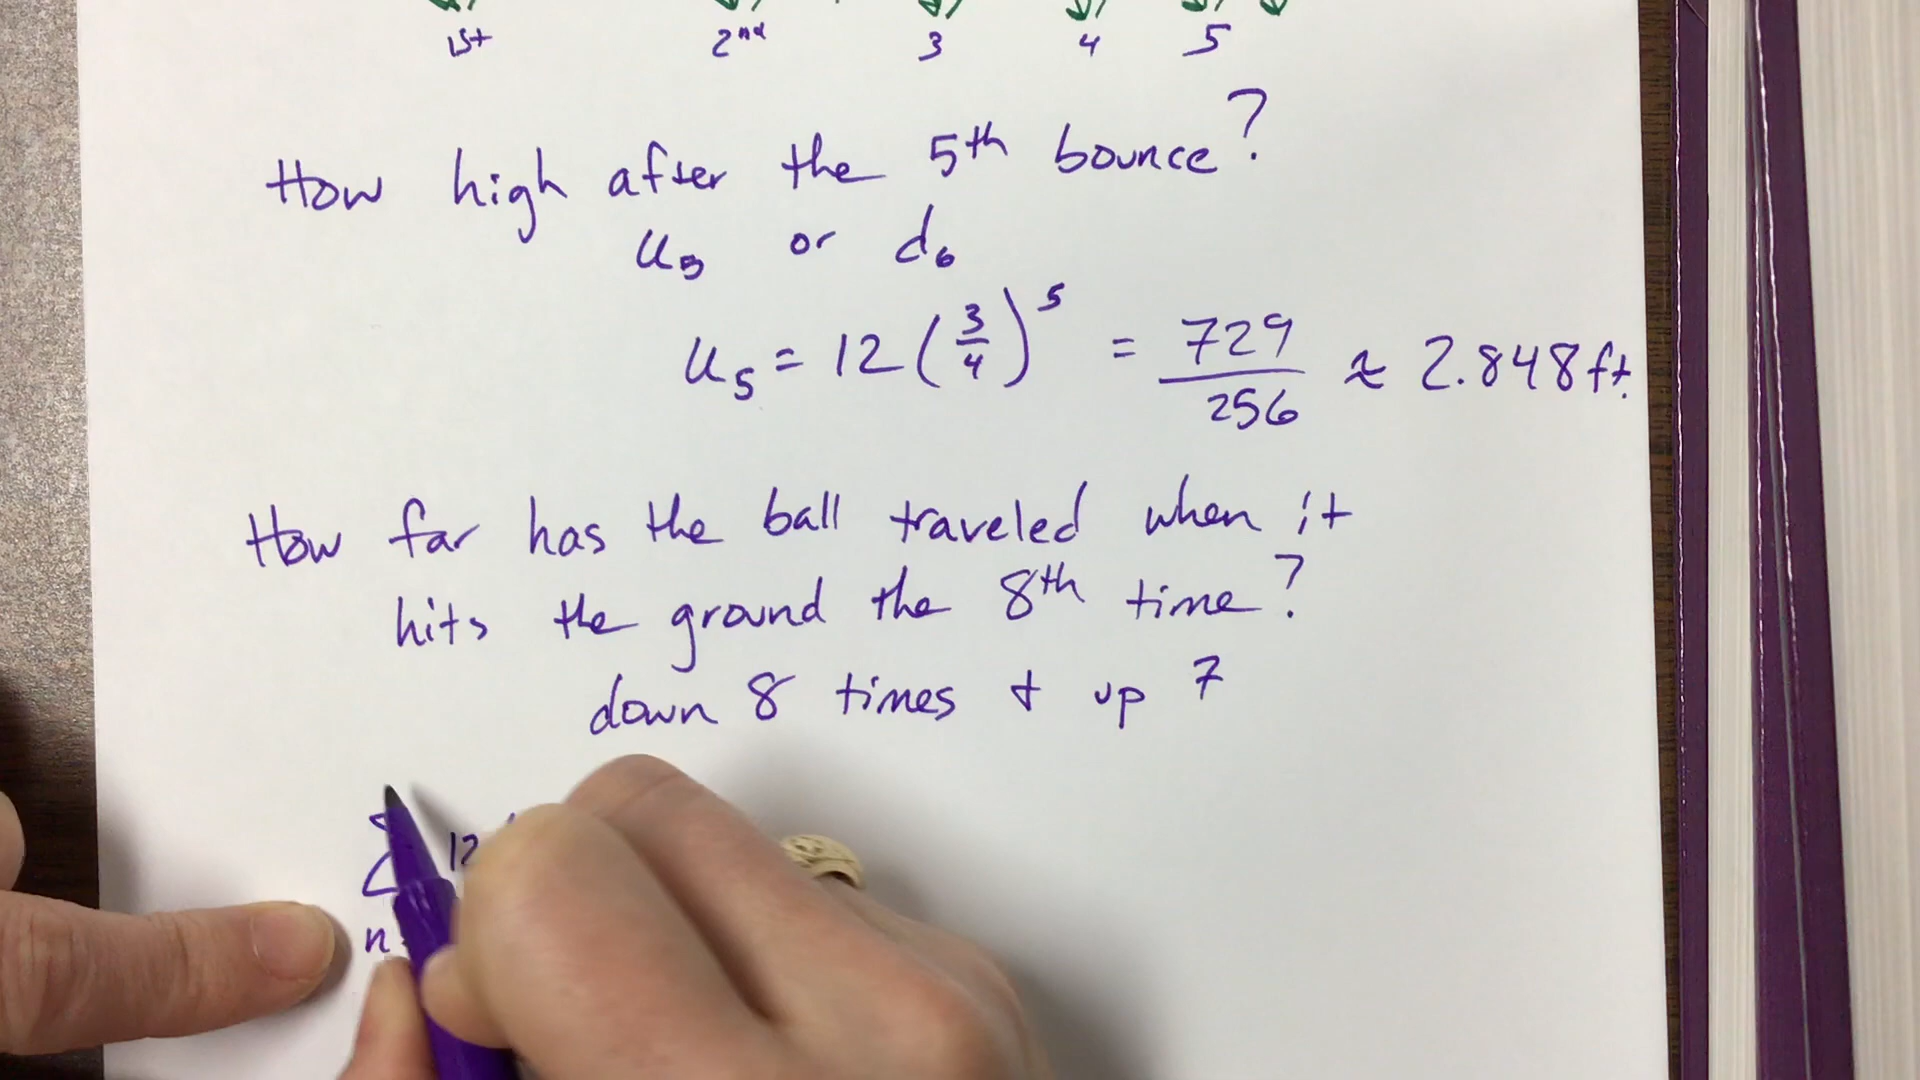 1st 2nd 3 4 5
How high after the 5th bounce?
u5 or d6
u5 = 12 (3/4)^5 = 729/256 ≈ 2.848ft.
How far has the ball traveled when it
hits the ground the 8th time?
down 8 times + up 7
Σ 12
n